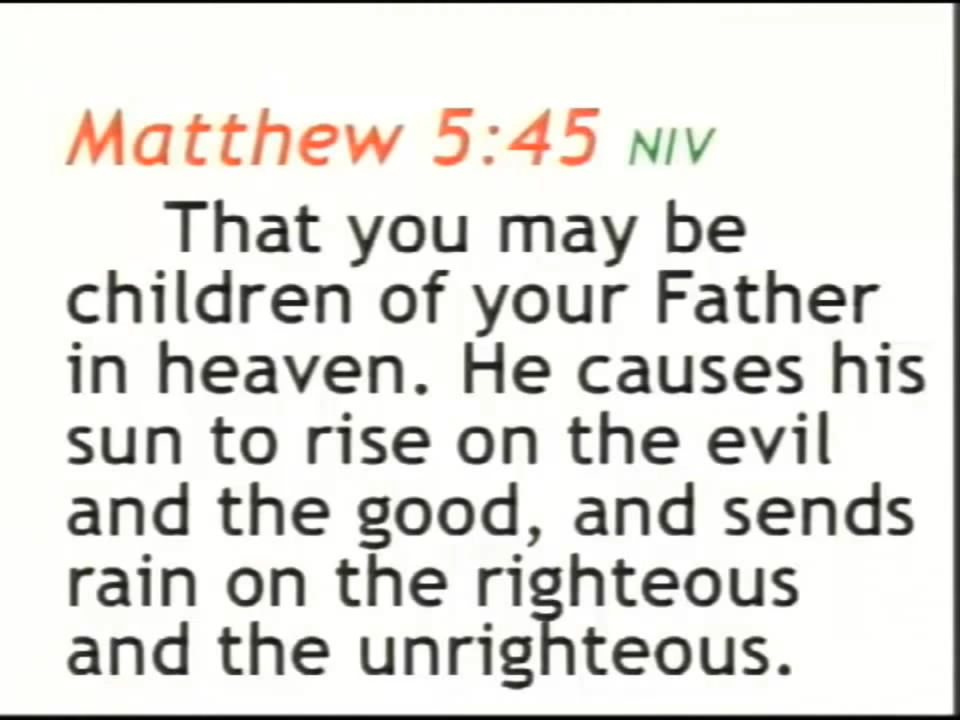 Matthew 5:45 NIV
That you may be
children of your Father
in heaven. He causes his
sun to rise on the evil
and the good, and sends
rain on the righteous
and the unrighteous.